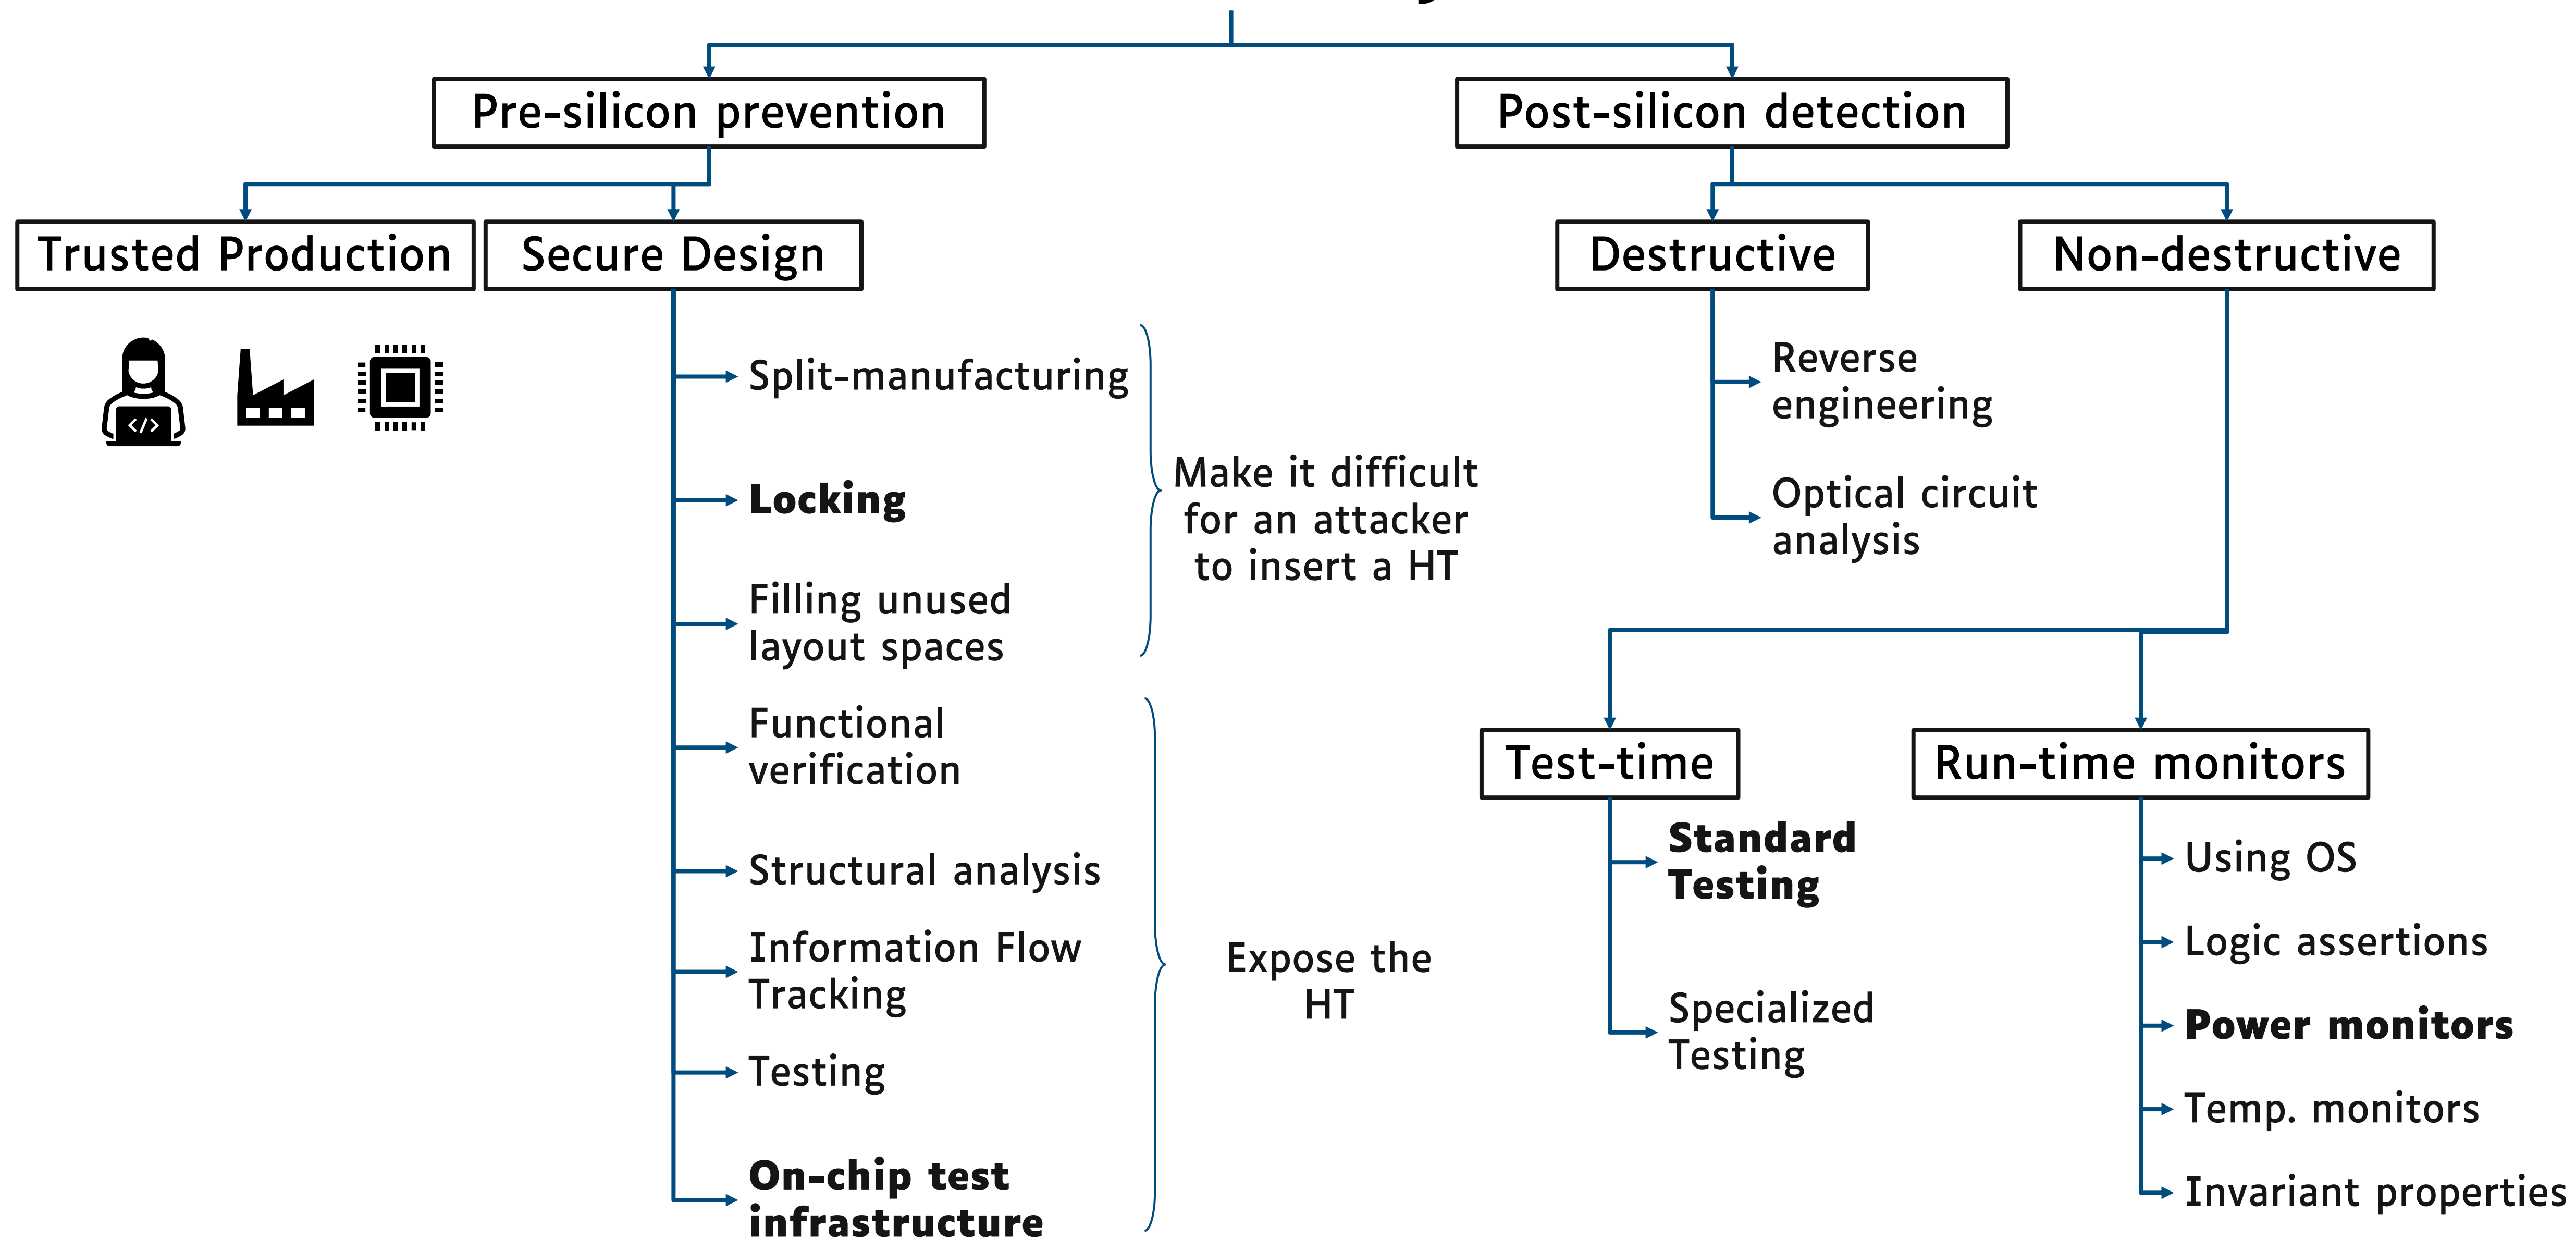 Pre-silicon prevention
Post-silicon detection
Trusted Production
Secure Design
Destructive
Non-destructive
</>
Split-manufacturing
Locking
Filling unused
layout spaces
Make it difficult
for an attacker
to insert a HT
Functional
verification
Structural analysis
Information Flow
Tracking
Testing
On-chip test
infrastructure
Expose the
HT
Reverse
engineering
Optical circuit
analysis
Test-time
Run-time monitors
Standard
Testing
Specialized
Testing
Using OS
Logic assertions
Power monitors
Temp. monitors
Invariant properties